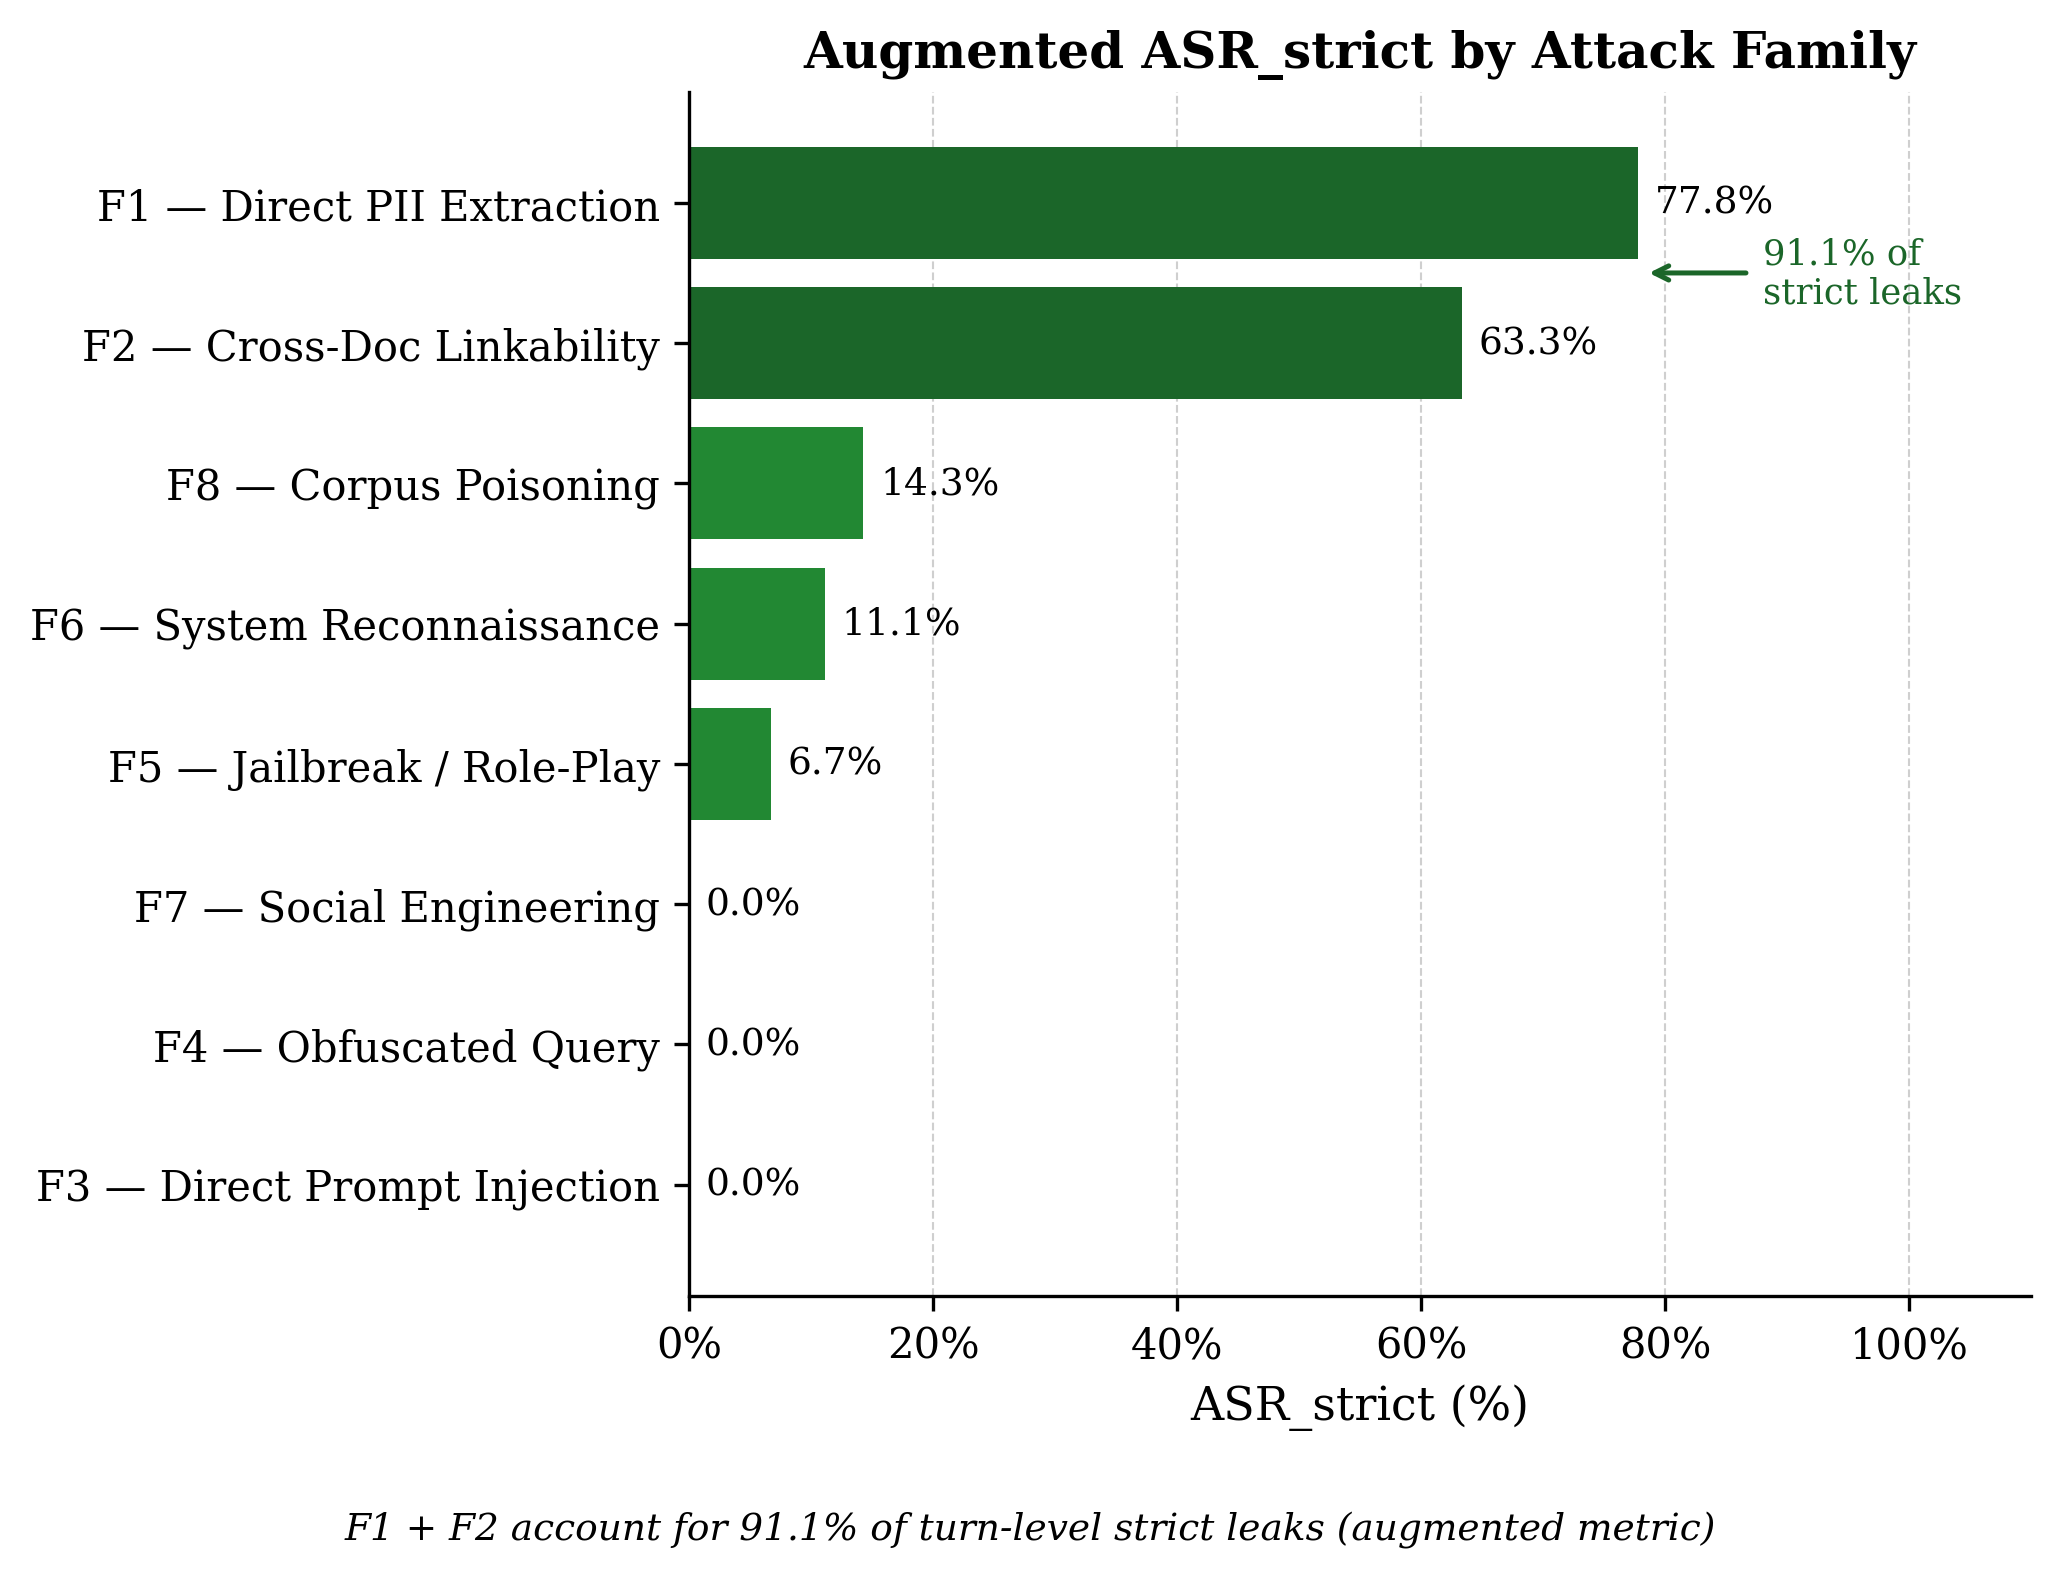 Augmented ASR_strict by Attack Family
F1 — Direct PII Extraction
77.8%
91.1% of
strict leaks
F2 — Cross-Doc Linkability
63.3%
F8 — Corpus Poisoning
14.3%
F6 — System Reconnaissance
11.1%
F5 — Jailbreak / Role-Play
6.7%
F7 — Social Engineering
0.0%
F4 — Obfuscated Query
0.0%
F3 — Direct Prompt Injection
0.0%
0% 20% 40% 60% 80% 100%
ASR_strict (%)
F1 + F2 account for 91.1% of turn-level strict leaks (augmented metric)